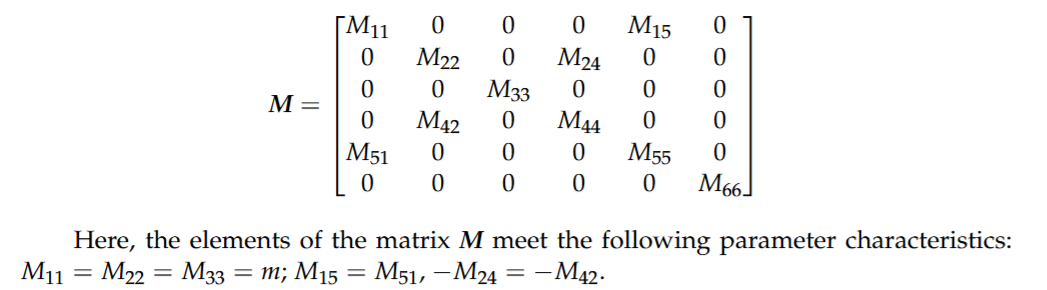 M₁₁ 0 0 0 M₁₅ 0
0 M₂₂ 0 M₂₄ 0 0
0 0 M₃₃ 0 0 0
M =
0 M₄₂ 0 M₄₄ 0 0
M₅₁ 0 0 0 M₅₅ 0
0 0 0 0 0 M₆₆
Here, the elements of the matrix M meet the following parameter characteristics:
M₁₁ = M₂₂ = M₃₃ = m; M₁₅ = M₅₁, −M₂₄ = −M₄₂.